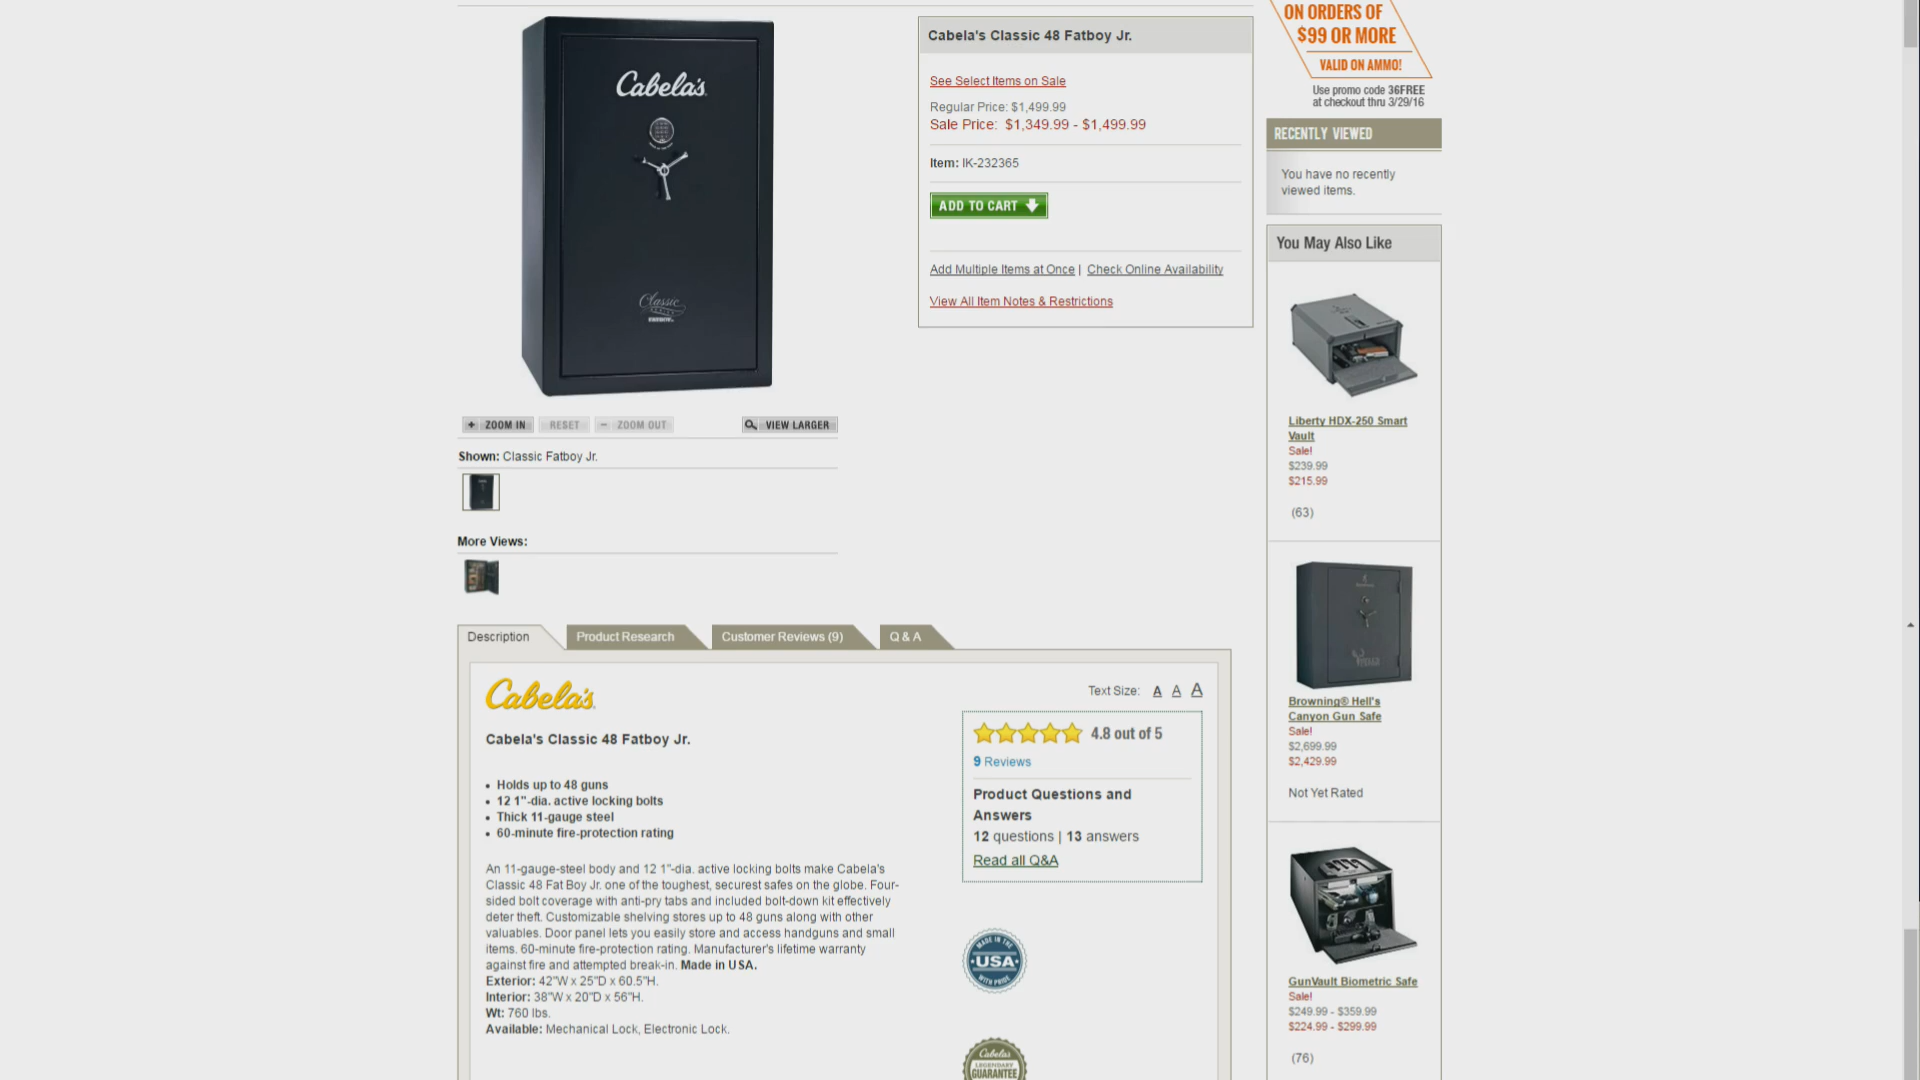 Cabela's
Classic
SERIES
Cabela's Classic 48 Fatboy Jr.
See Select Items on Sale
Regular Price: $1,499.99
Sale Price: $1,349.99 - $1,499.99
Item: IK-232365
ADD TO CART
Add Multiple Items at Once | Check Online Availability
View All Item Notes & Restrictions
ON ORDERS OF
$99 OR MORE
VALID ON AMMO!
Use promo code 36FREE
at checkout thru 3/29/16
RECENTLY VIEWED
You have no recently
viewed items.
You May Also Like
Liberty HDX-250 Smart
Vault
Sale!
$239.99
$215.99
(63)
Browning® Hell's
Canyon Gun Safe
Sale!
$2,699.99
$2,429.99
Not Yet Rated
GunVault Biometric Safe
Sale!
$249.99 - $359.99
$224.99 - $299.99
(76)
+ ZOOM IN RESET − ZOOM OUT VIEW LARGER
Shown: Classic Fatboy Jr.
More Views:
Description Product Research Customer Reviews (9) Q & A
Cabela's
Text Size: A A A
Cabela's Classic 48 Fatboy Jr.
• Holds up to 48 guns
• 12 1"-dia. active locking bolts
• Thick 11-gauge steel
• 60-minute fire-protection rating
An 11-gauge-steel body and 12 1"-dia. active locking bolts make Cabela's
Classic 48 Fat Boy Jr. one of the toughest, securest safes on the globe. Four-
sided bolt coverage with anti-pry tabs and included bolt-down kit effectively
deter theft. Customizable shelving stores up to 48 guns along with other
valuables. Door panel lets you easily store and access handguns and small
items. 60-minute fire-protection rating. Manufacturer's lifetime warranty
against fire and attempted break-in. Made in USA.
Exterior: 42"W x 25"D x 60.5"H.
Interior: 38"W x 20"D x 56"H.
Wt: 760 lbs.
Available: Mechanical Lock, Electronic Lock.
4.8 out of 5
9 Reviews
Product Questions and
Answers
12 questions | 13 answers
Read all Q&A
MADE IN THE
USA
WITH PRIDE
Cabela's
LEGENDARY
GUARANTEE